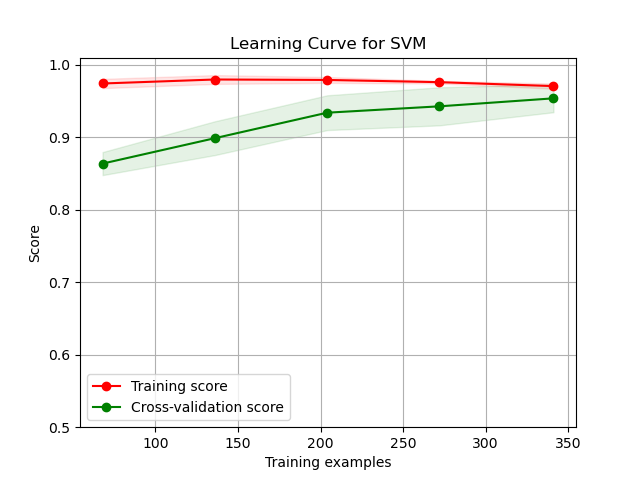 Learning Curve for SVM
1.0
0.9
0.8
0.7
0.6
0.5
Score
Training score
Cross-validation score
100 150 200 250 300 350
Training examples